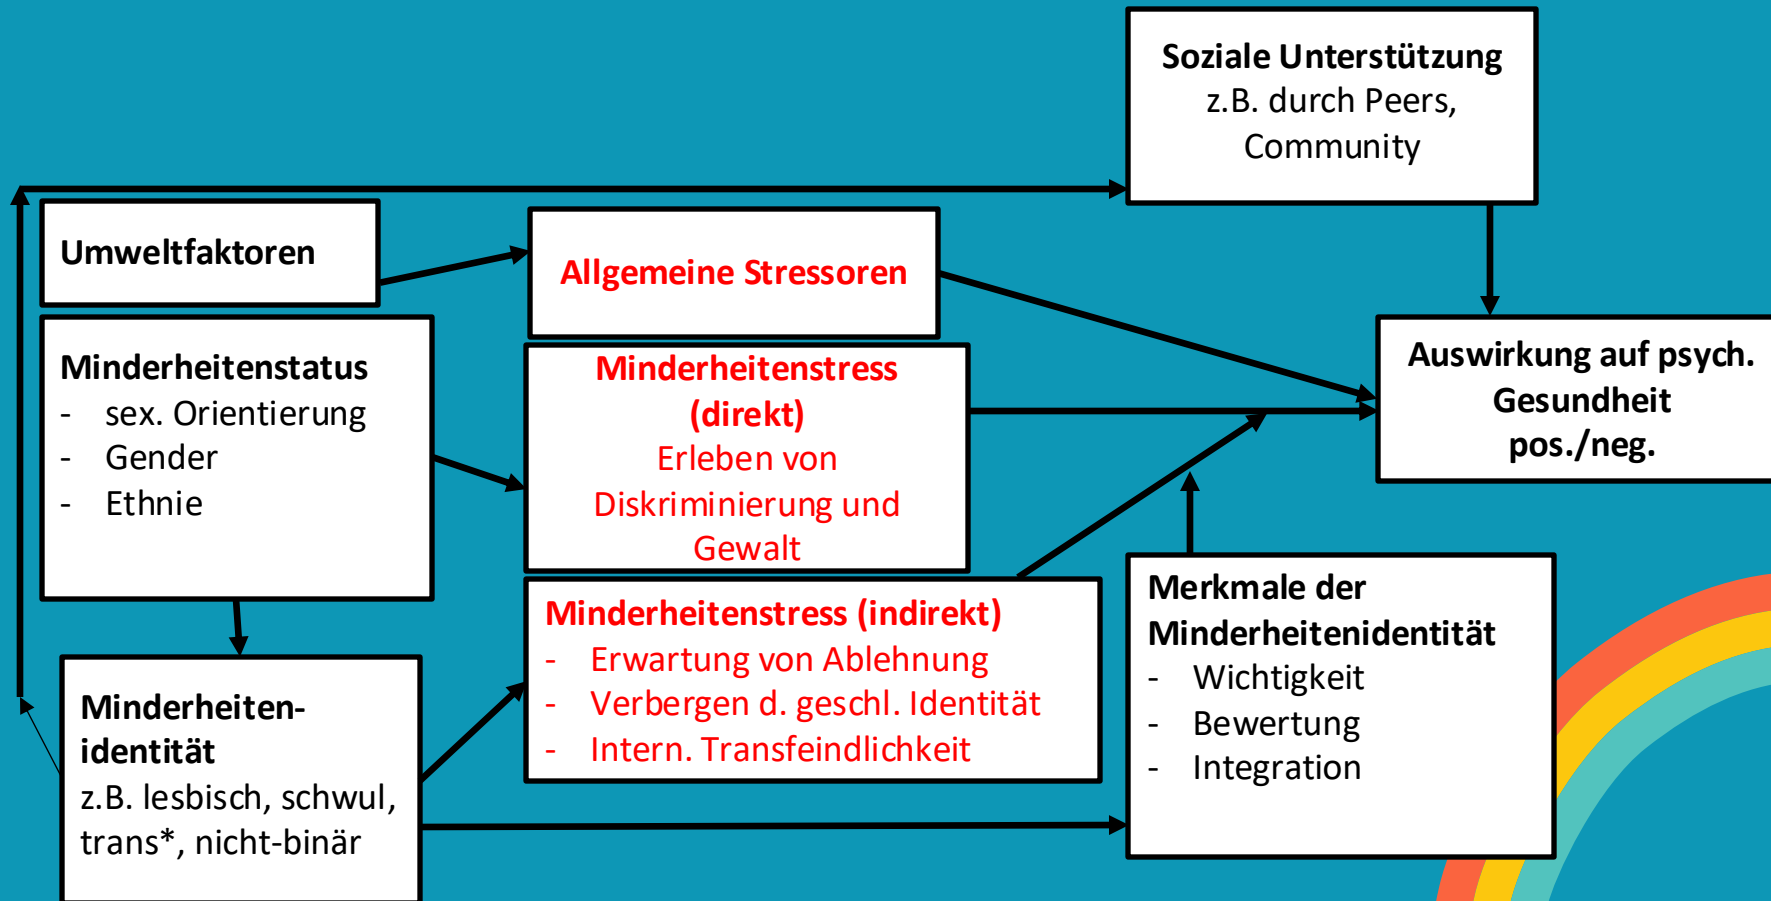 Soziale Unterstützung
z.B. durch Peers,
Community
Umweltfaktoren
Allgemeine Stressoren
Minderheitenstatus
- sex. Orientierung
- Gender
- Ethnie
Minderheitenstress
(direkt)
Erleben von
Diskriminierung und
Gewalt
Auswirkung auf psych.
Gesundheit
pos./neg.
Minderheiten-
identität
z.B. lesbisch, schwul,
trans*, nicht-binär
Minderheitenstress (indirekt)
- Erwartung von Ablehnung
- Verbergen d. geschl. Identität
- Intern. Transfeindlichkeit
Merkmale der
Minderheitenidentität
- Wichtigkeit
- Bewertung
- Integration